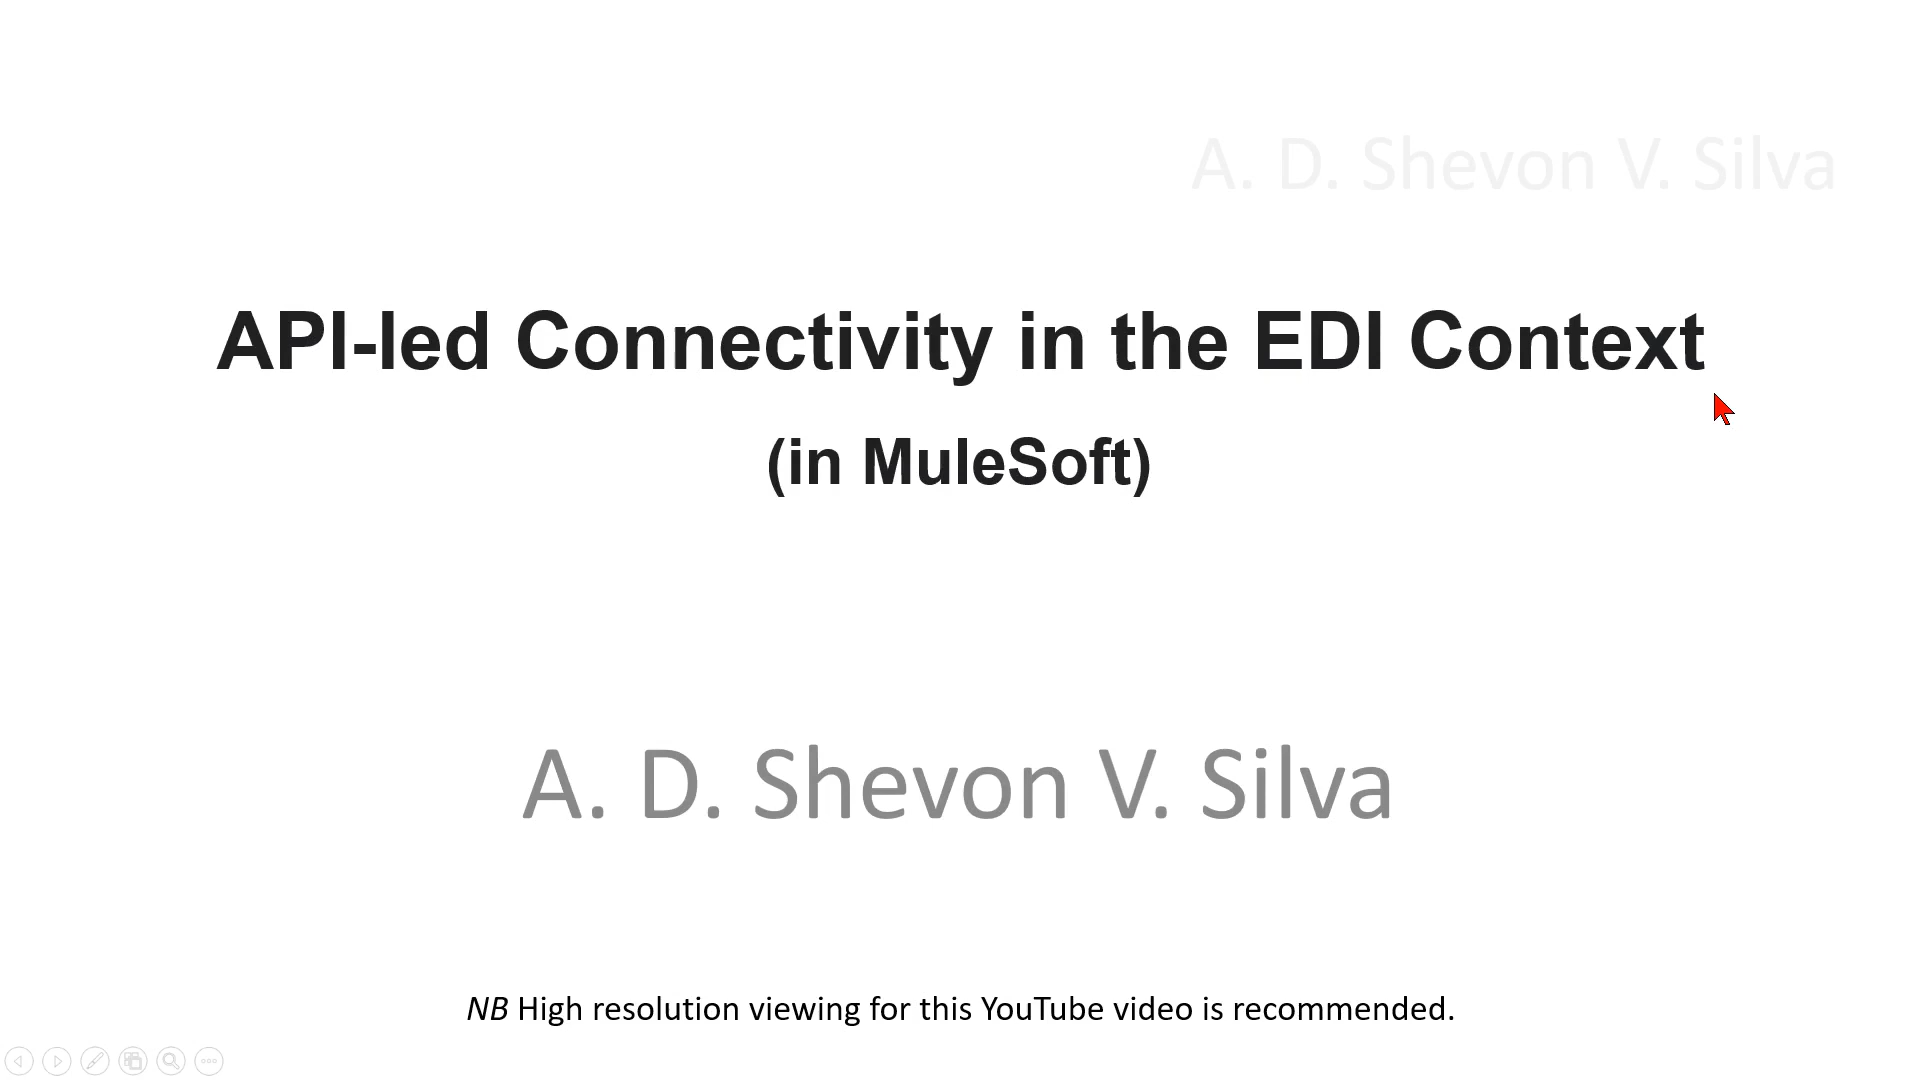 A. D. Shevon V. Silva
API-led Connectivity in the EDI Context
(in MuleSoft)
A. D. Shevon V. Silva
NB High resolution viewing for this YouTube video is recommended.